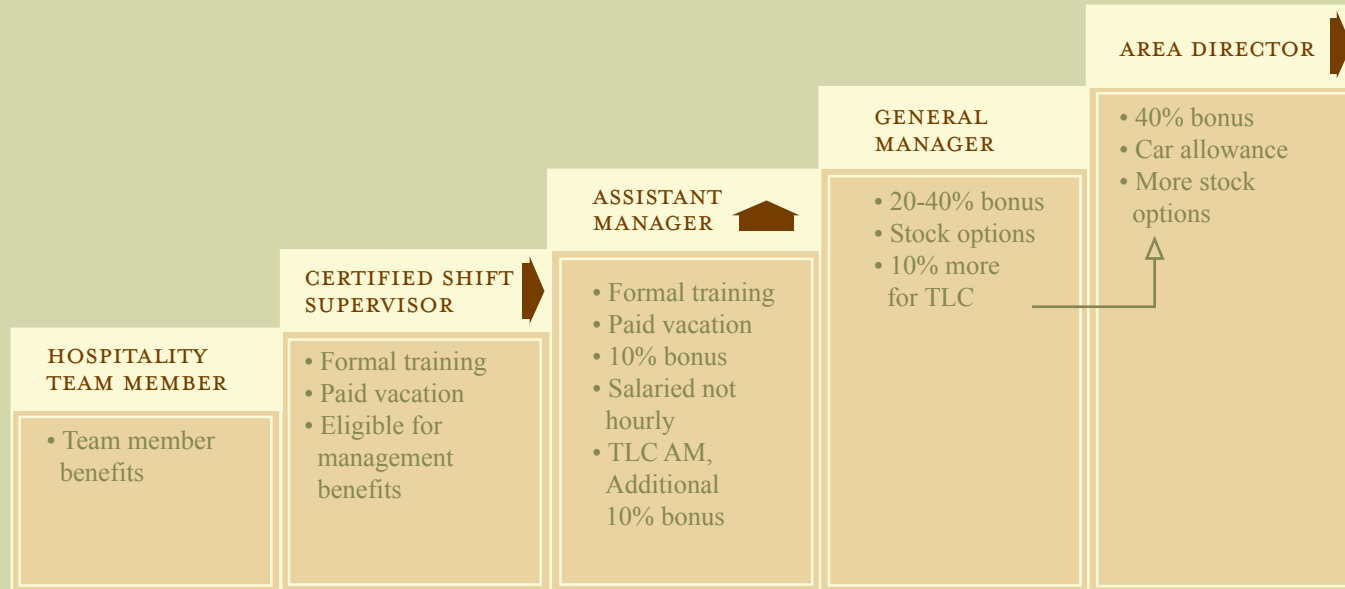 HOSPITALITY
TEAM MEMBER
• Team member
benefits
CERTIFIED SHIFT
SUPERVISOR
• Formal training
• Paid vacation
• Eligible for
management
benefits
ASSISTANT
MANAGER
• Formal training
• Paid vacation
• 10% bonus
• Salaried not
hourly
• TLC AM,
Additional
10% bonus
GENERAL
MANAGER
• 20-40% bonus
• Stock options
• 10% more
for TLC
AREA DIRECTOR
• 40% bonus
• Car allowance
• More stock
options